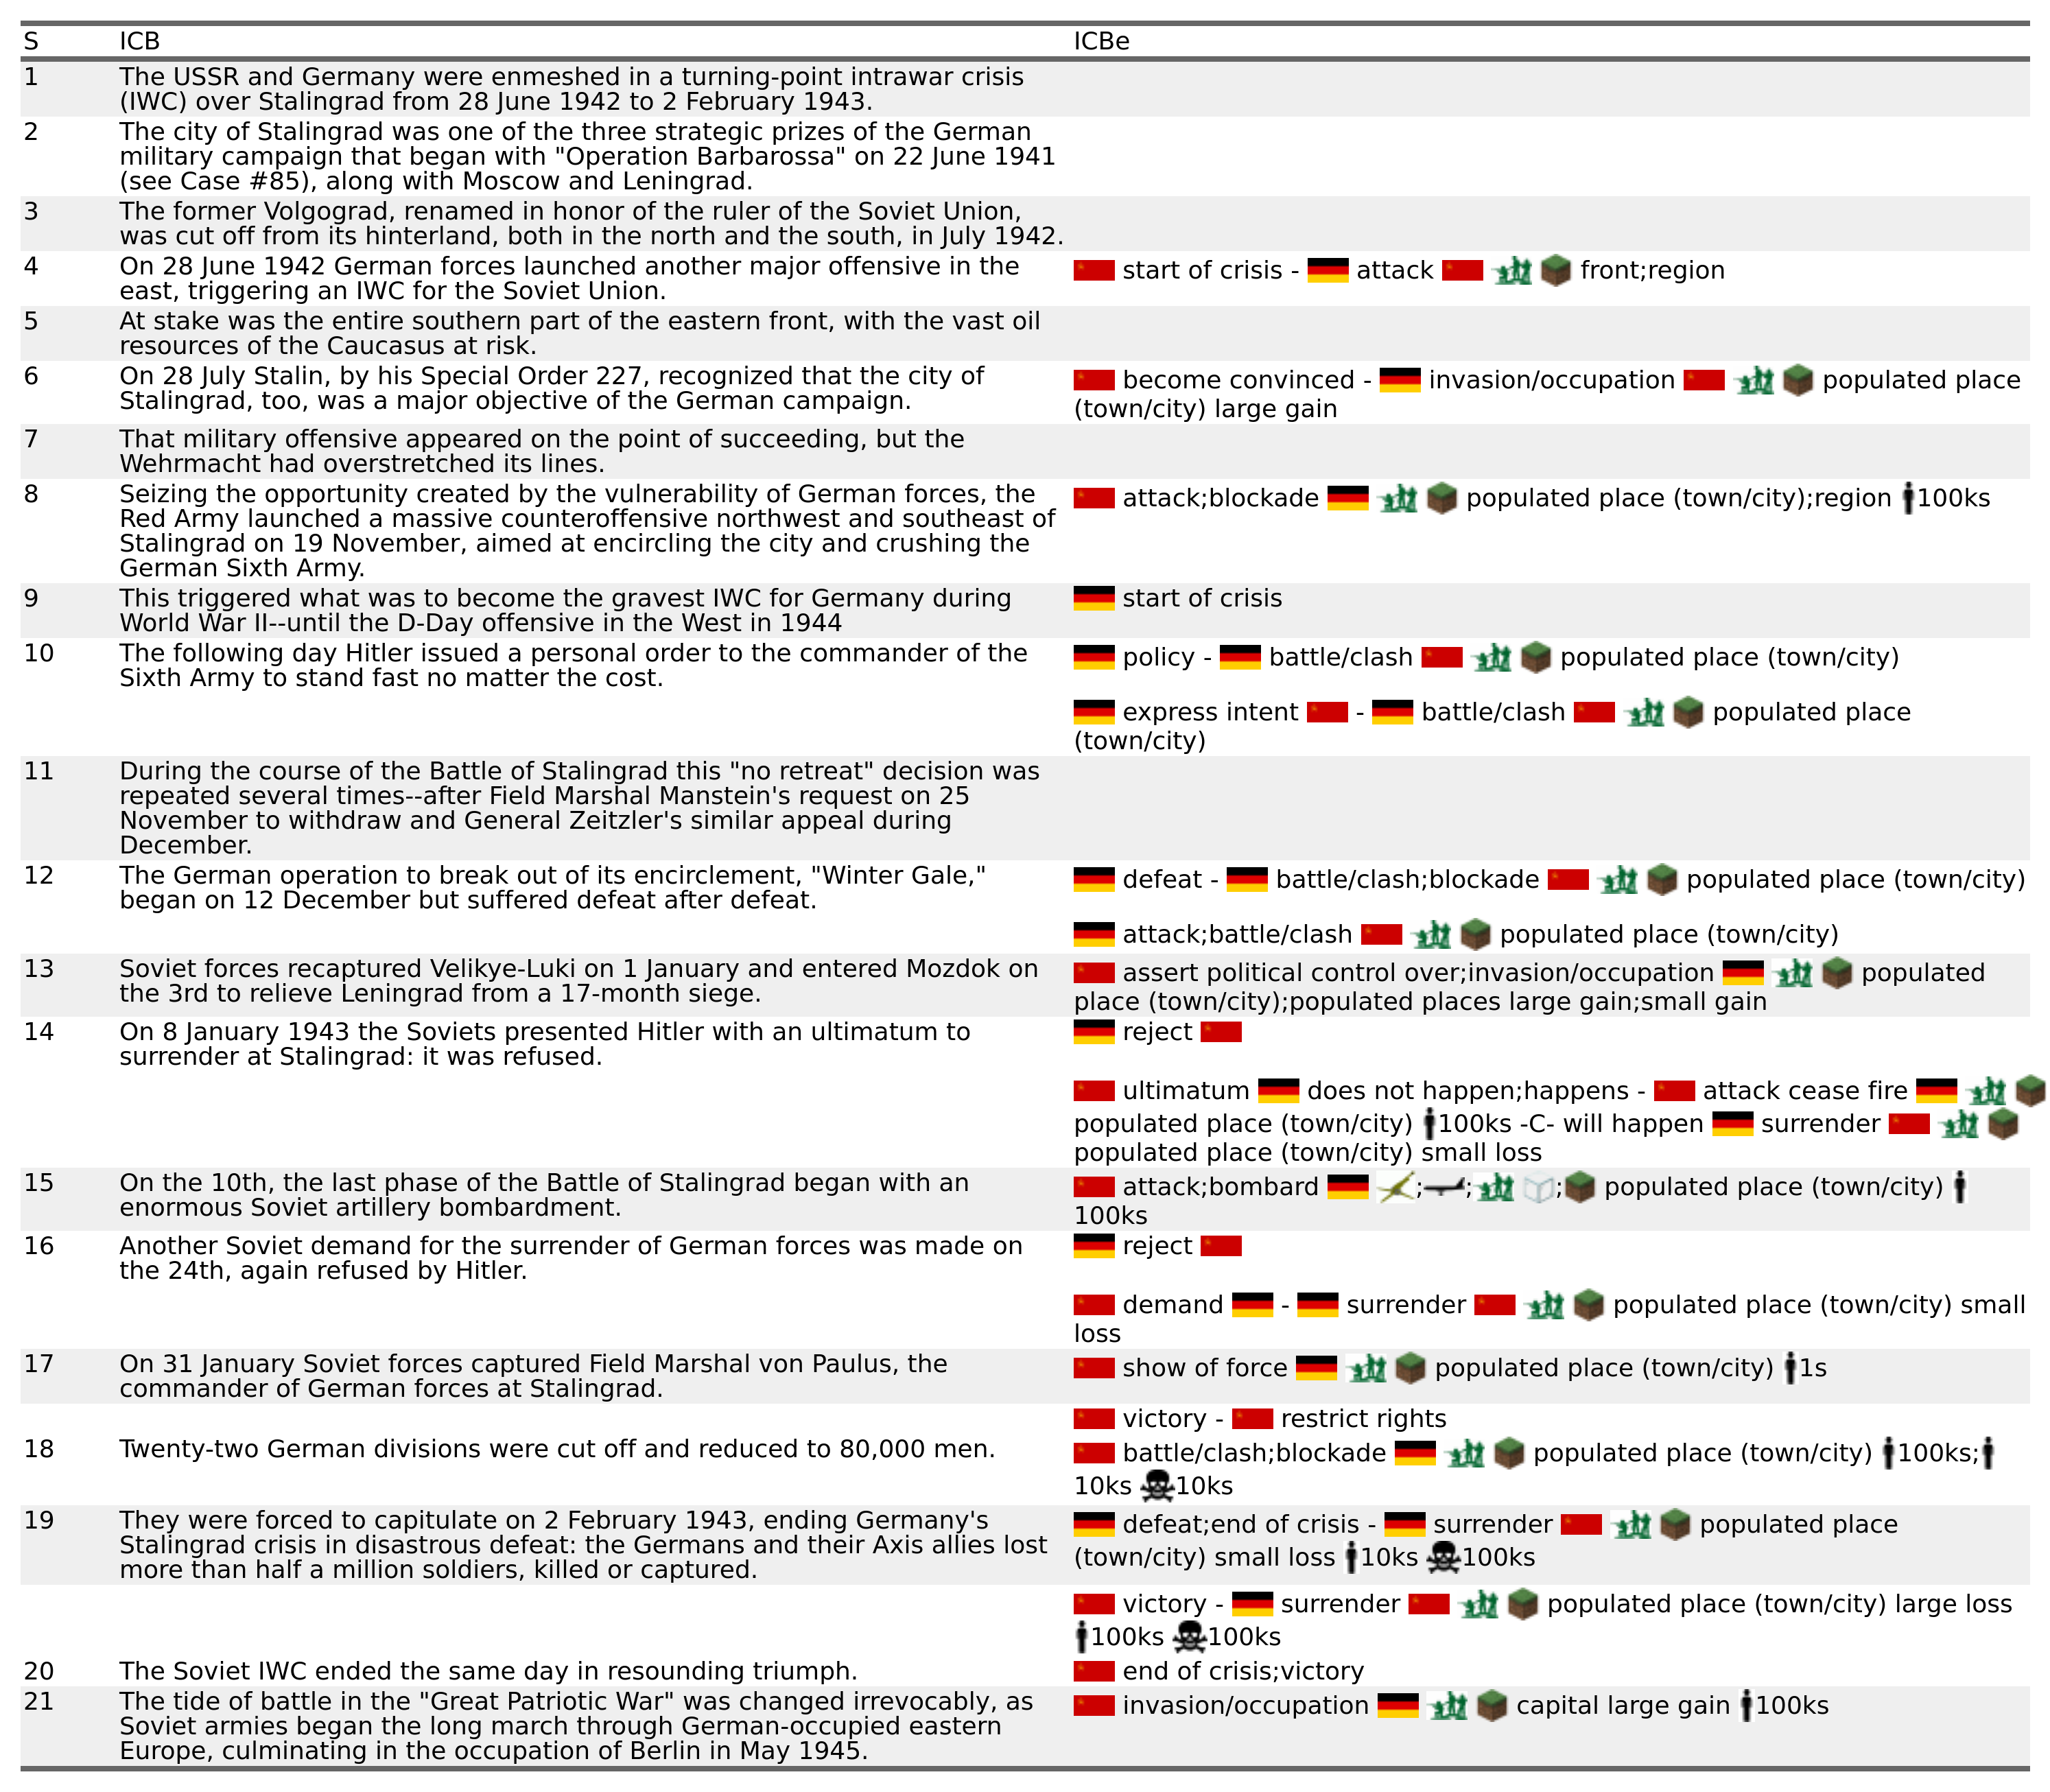 S ICB ICBe
1 The USSR and Germany were enmeshed in a turning-point intrawar crisis
(IWC) over Stalingrad from 28 June 1942 to 2 February 1943.
2 The city of Stalingrad was one of the three strategic prizes of the German
military campaign that began with "Operation Barbarossa" on 22 June 1941
(see Case #85), along with Moscow and Leningrad.
3 The former Volgograd, renamed in honor of the ruler of the Soviet Union,
was cut off from its hinterland, both in the north and the south, in July 1942.
4 On 28 June 1942 German forces launched another major offensive in the
east, triggering an IWC for the Soviet Union.
start of crisis - attack front;region
5 At stake was the entire southern part of the eastern front, with the vast oil
resources of the Caucasus at risk.
6 On 28 July Stalin, by his Special Order 227, recognized that the city of
Stalingrad, too, was a major objective of the German campaign.
become convinced - invasion/occupation populated place
(town/city) large gain
7 That military offensive appeared on the point of succeeding, but the
Wehrmacht had overstretched its lines.
8 Seizing the opportunity created by the vulnerability of German forces, the
Red Army launched a massive counteroffensive northwest and southeast of
Stalingrad on 19 November, aimed at encircling the city and crushing the
German Sixth Army.
attack;blockade populated place (town/city);region 100ks
9 This triggered what was to become the gravest IWC for Germany during
World War II--until the D-Day offensive in the West in 1944
start of crisis
10 The following day Hitler issued a personal order to the commander of the
Sixth Army to stand fast no matter the cost.
policy - battle/clash populated place (town/city)
express intent - battle/clash populated place
(town/city)
11 During the course of the Battle of Stalingrad this "no retreat" decision was
repeated several times--after Field Marshal Manstein's request on 25
November to withdraw and General Zeitzler's similar appeal during
December.
12 The German operation to break out of its encirclement, "Winter Gale,"
began on 12 December but suffered defeat after defeat.
defeat - battle/clash;blockade populated place (town/city)
attack;battle/clash populated place (town/city)
13 Soviet forces recaptured Velikye-Luki on 1 January and entered Mozdok on
the 3rd to relieve Leningrad from a 17-month siege.
assert political control over;invasion/occupation populated
place (town/city);populated places large gain;small gain
14 On 8 January 1943 the Soviets presented Hitler with an ultimatum to
surrender at Stalingrad: it was refused.
reject
ultimatum does not happen;happens - attack cease fire
populated place (town/city) 100ks -C- will happen surrender
populated place (town/city) small loss
15 On the 10th, the last phase of the Battle of Stalingrad began with an
enormous Soviet artillery bombardment.
attack;bombard ; ; ; populated place (town/city)
100ks
16 Another Soviet demand for the surrender of German forces was made on
the 24th, again refused by Hitler.
reject
demand - surrender populated place (town/city) small
loss
17 On 31 January Soviet forces captured Field Marshal von Paulus, the
commander of German forces at Stalingrad.
show of force populated place (town/city) 1s
victory - restrict rights
18 Twenty-two German divisions were cut off and reduced to 80,000 men.
battle/clash;blockade populated place (town/city) 100ks;
10ks 10ks
19 They were forced to capitulate on 2 February 1943, ending Germany's
Stalingrad crisis in disastrous defeat: the Germans and their Axis allies lost
more than half a million soldiers, killed or captured.
defeat;end of crisis - surrender populated place
(town/city) small loss 10ks 100ks
victory - surrender populated place (town/city) large loss
100ks 100ks
20 The Soviet IWC ended the same day in resounding triumph.
end of crisis;victory
21 The tide of battle in the "Great Patriotic War" was changed irrevocably, as
Soviet armies began the long march through German-occupied eastern
Europe, culminating in the occupation of Berlin in May 1945.
invasion/occupation capital large gain 100ks